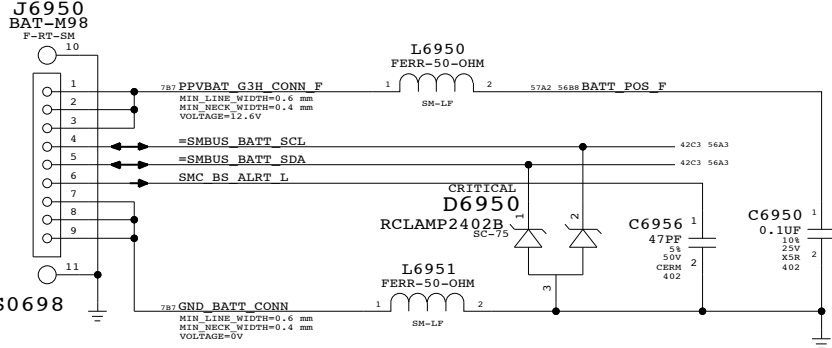 J6950
BAT-M98
F-RT-SM
10
1
2
3
4
5
6
7
8
9
11
S0698
7B7 PPVBAT_G3H_CONN_F
MIN_LINE_WIDTH=0.6 mm
MIN_NECK_WIDTH=0.4 mm
VOLTAGE=12.6V
L6950
FERR-50-OHM
1 2
SM-LF
57A2 56B8 BATT_POS_F
=SMBUS_BATT_SCL
42C3 56A3
=SMBUS_BATT_SDA
42C3 56A3
SMC_BS_ALRT_L
CRITICAL
D6950
RCLAMP2402B
SC-75
1
2
3
C6956
47PF
5%
50V
CERM
402
1
2
C6950
0.1UF
10%
25V
X5R
402
1
2
L6951
FERR-50-OHM
1 2
SM-LF
7B7 GND_BATT_CONN
MIN_LINE_WIDTH=0.6 mm
MIN_NECK_WIDTH=0.4 mm
VOLTAGE=0V